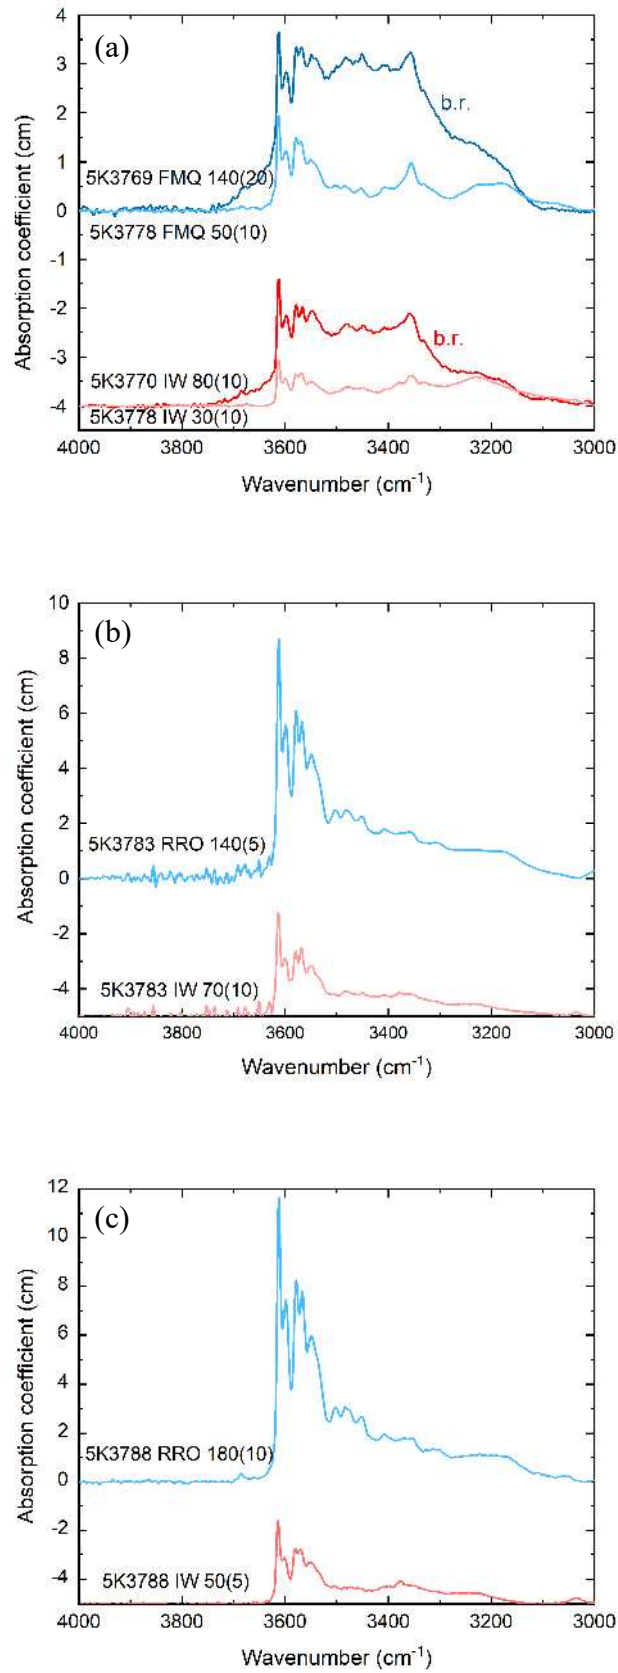 (a)
4
3
2
1
0
-1
-2
-3
-4
Absorption coefficient (cm)
b.r.
5K3769 FMQ 140(20)
5K3778 FMQ 50(10)
b.r.
5K3770 IW 80(10)
5K3778 IW 30(10)
4000 3800 3600 3400 3200 3000
Wavenumber (cm-1)
(b)
10
8
6
4
2
0
-2
-4
Absorption coefficient (cm)
5K3783 RRO 140(5)
5K3783 IW 70(10)
4000 3800 3600 3400 3200 3000
Wavenumber (cm-1)
(c)
12
10
8
6
4
2
0
-2
-4
Absorption coefficient (cm)
5K3788 RRO 180(10)
5K3788 IW 50(5)
4000 3800 3600 3400 3200 3000
Wavenumber (cm-1)